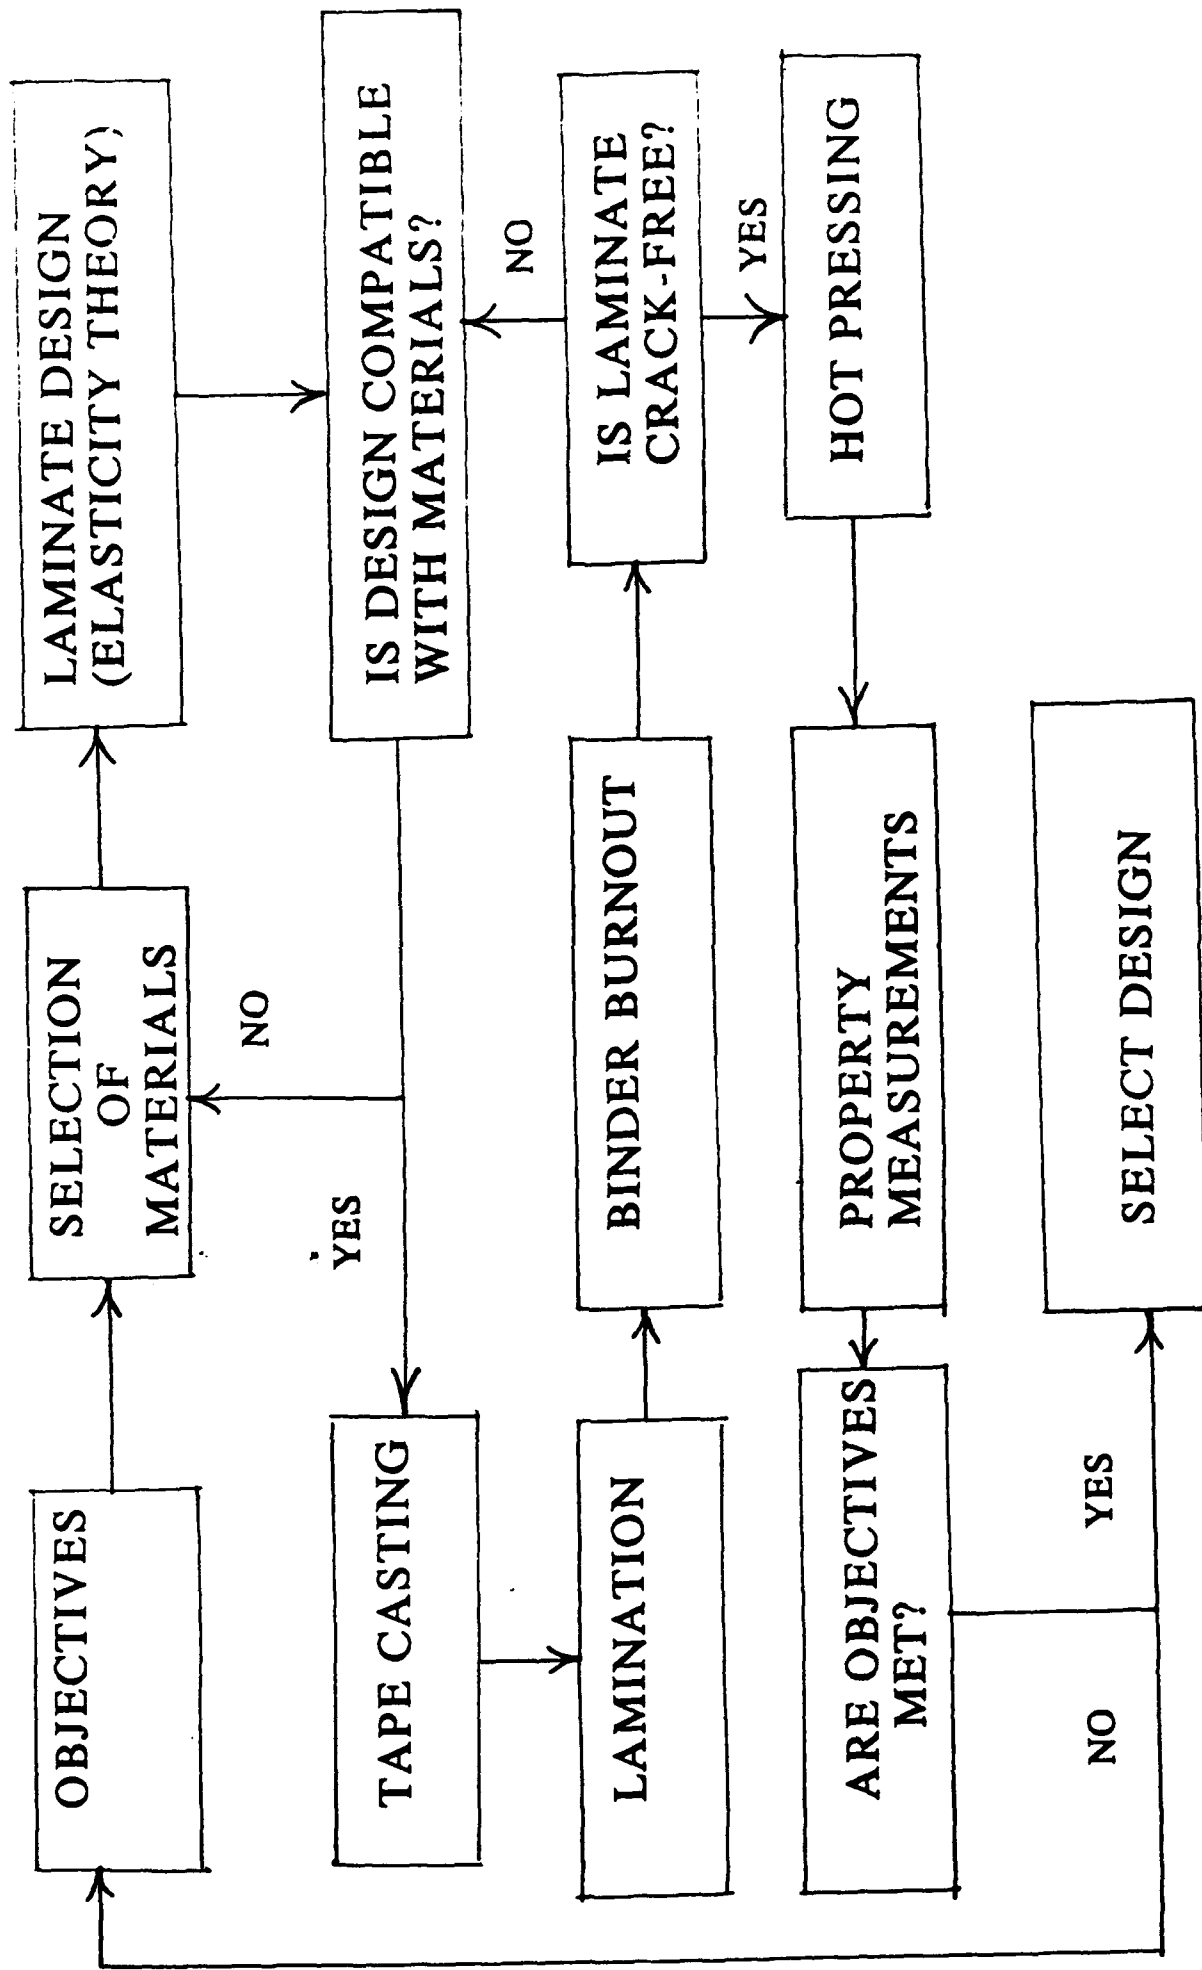 OBJECTIVES
SELECTION
OF
MATERIALS
LAMINATE DESIGN
(ELASTICITY THEORY)
NO
YES
IS DESIGN COMPATIBLE
WITH MATERIALS?
TAPE CASTING
NO
LAMINATION
BINDER BURNOUT
IS LAMINATE
CRACK-FREE?
YES
ARE OBJECTIVES
MET?
PROPERTY
MEASUREMENTS
HOT PRESSING
NO
YES
SELECT DESIGN